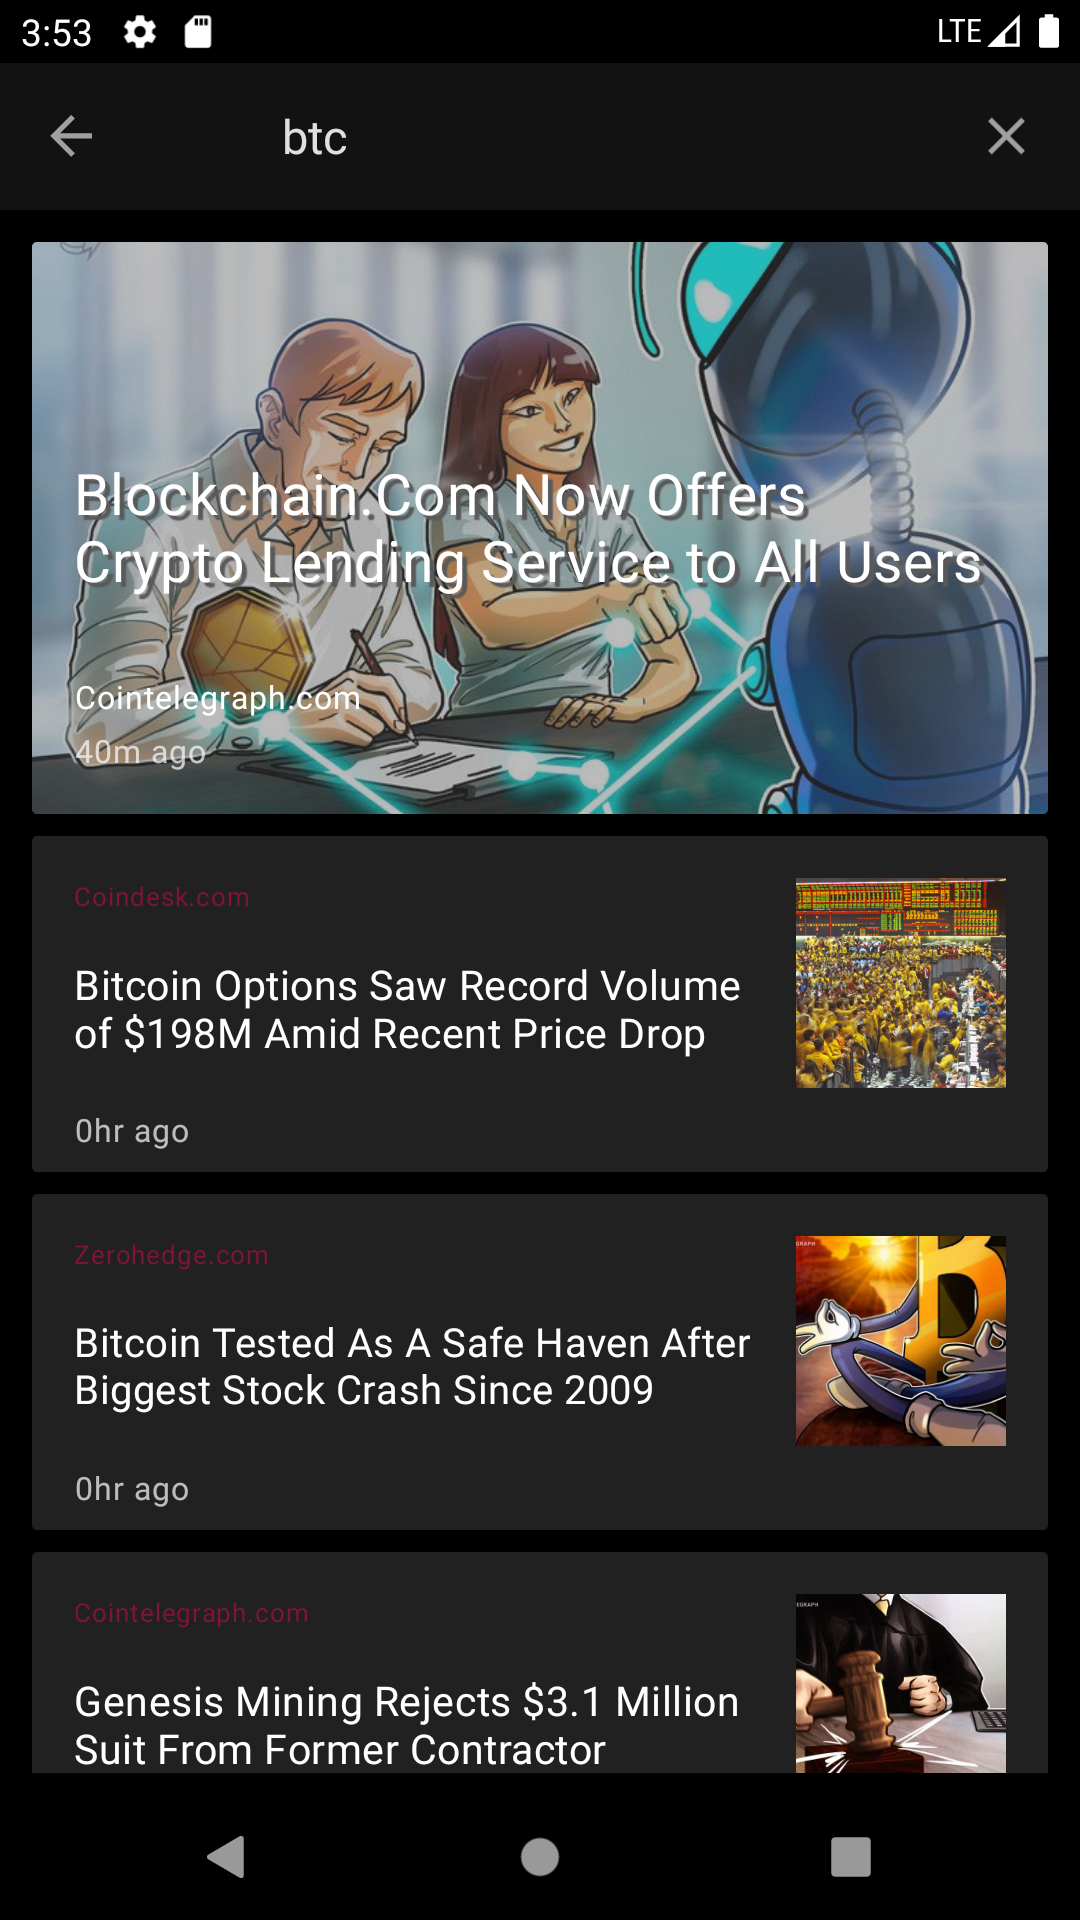 3:53
LTE
btc
Blockchain.Com Now Offers
Crypto Lending Service to All Users
Cointelegraph.com
40m ago
Coindesk.com
Bitcoin Options Saw Record Volume
of $198M Amid Recent Price Drop
0hr ago
Zerohedge.com
GRAPH
Bitcoin Tested As A Safe Haven After
Biggest Stock Crash Since 2009
0hr ago
Cointelegraph.com
EGRAPH
Genesis Mining Rejects $3.1 Million
Suit From Former Contractor